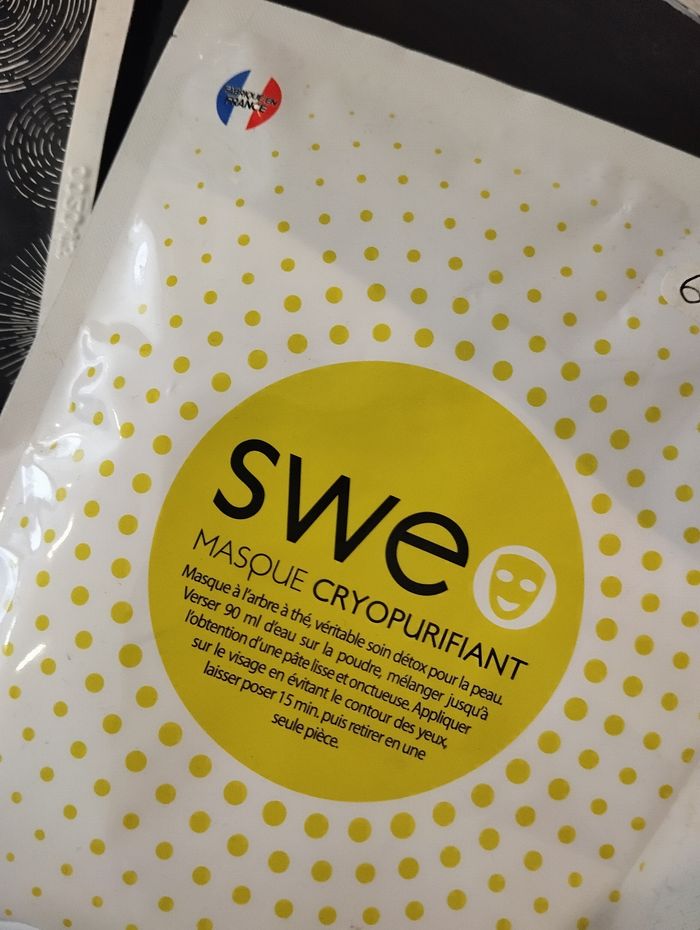 FABRIQUÉ EN
FRANCE
6
swe
MASQUE CRYOPURIFIANT
Masque à l'arbre à thé, véritable soin détox pour la peau.
Verser 90 ml d'eau sur la poudre, mélanger jusqu'à
l'obtention d'une pâte lisse et onctueuse. Appliquer
sur le visage en évitant le contour des yeux,
laisser poser 15 min, puis retirer en une
seule pièce.